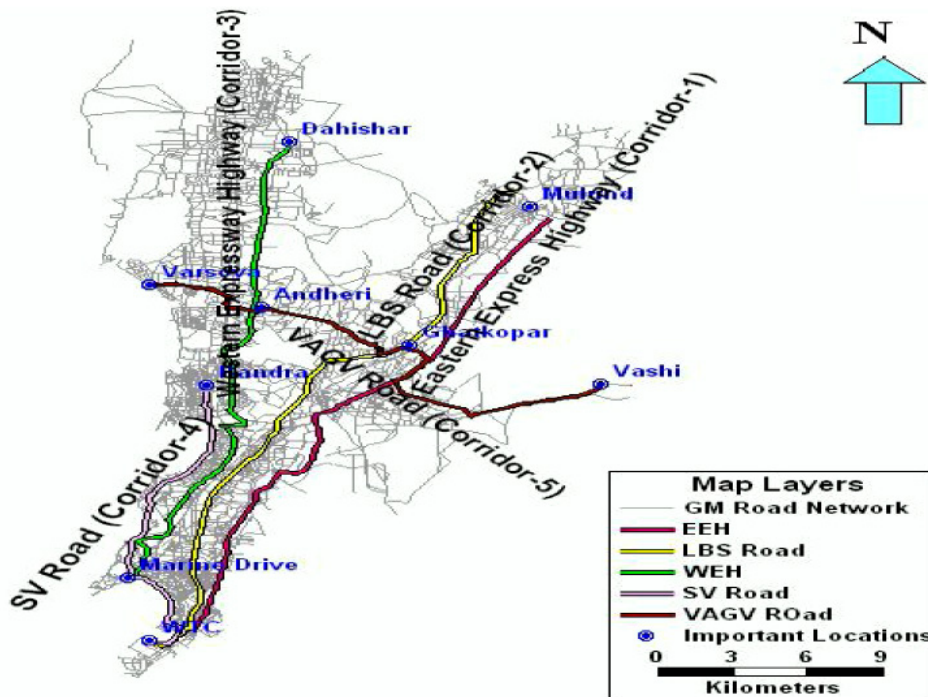 N
Western Expressway Highway (Corridor-3)
Eastern Express Highway (Corridor-1)
LBS Road (Corridor-2)
Dahishar
Mulund
Varsova
Andheri
Ghatkopar
VAGV Road (Corridor-5)
Bandra
Vashi
SV Road (Corridor-4)
Marine Drive
WTC
Map Layers
GM Road Network
EEH
LBS Road
WEH
SV Road
VAGV ROad
Important Locations
0 3 6 9
Kilometers